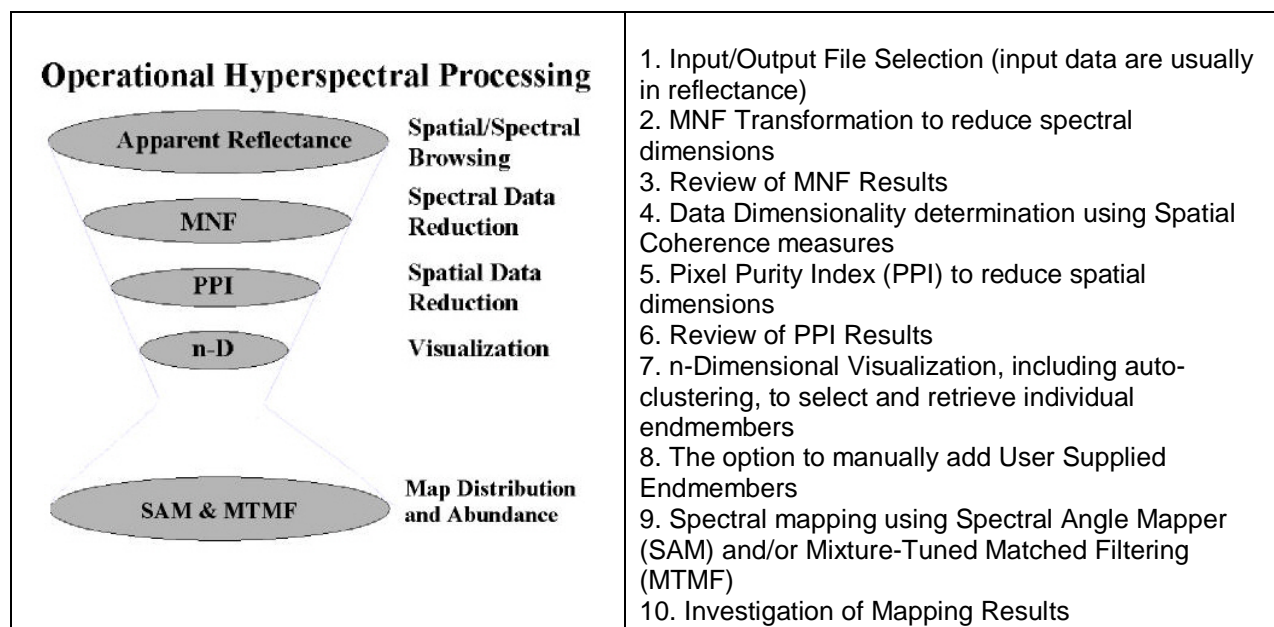 Operational Hyperspectral Processing
Apparent Reflectance
Spatial/Spectral
Browsing
MNF
Spectral Data
Reduction
PPI
Spatial Data
Reduction
n-D
Visualization
SAM & MTMF
Map Distribution
and Abundance
1. Input/Output File Selection (input data are usually
in reflectance)
2. MNF Transformation to reduce spectral
dimensions
3. Review of MNF Results
4. Data Dimensionality determination using Spatial
Coherence measures
5. Pixel Purity Index (PPI) to reduce spatial
dimensions
6. Review of PPI Results
7. n-Dimensional Visualization, including auto-
clustering, to select and retrieve individual
endmembers
8. The option to manually add User Supplied
Endmembers
9. Spectral mapping using Spectral Angle Mapper
(SAM) and/or Mixture-Tuned Matched Filtering
(MTMF)
10. Investigation of Mapping Results